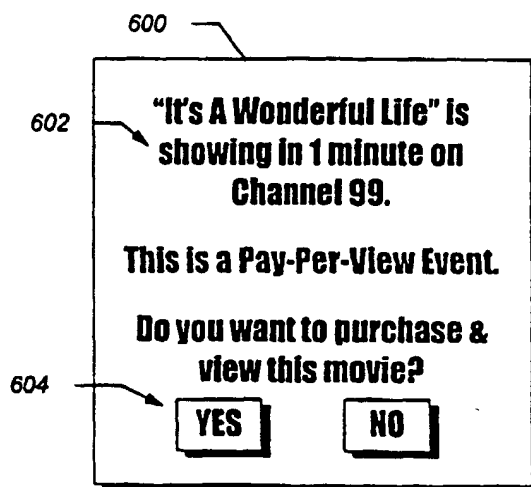 600
602
"It's A Wonderful Life" is
showing in 1 minute on
Channel 99.
This is a Pay-Per-View Event.
Do you want to purchase &
view this movie?
604
YES NO